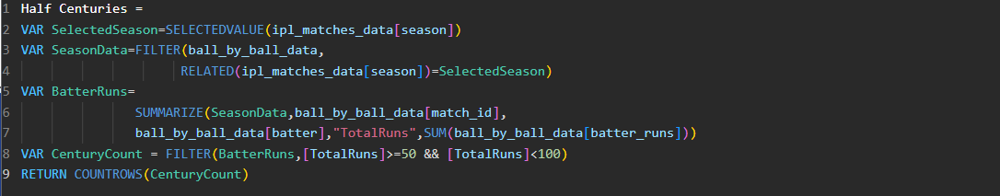 1 Half Centuries =
2 VAR SelectedSeason=SELECTEDVALUE(ipl_matches_data[season])
3 VAR SeasonData=FILTER(ball_by_ball_data,
4 RELATED(ipl_matches_data[season])=SelectedSeason)
5 VAR BatterRuns=
6 SUMMARIZE(SeasonData,ball_by_ball_data[match_id],
7 ball_by_ball_data[batter],"TotalRuns",SUM(ball_by_ball_data[batter_runs]))
8 VAR CenturyCount = FILTER(BatterRuns,[TotalRuns]>=50 && [TotalRuns]<100)
9 RETURN COUNTROWS(CenturyCount)